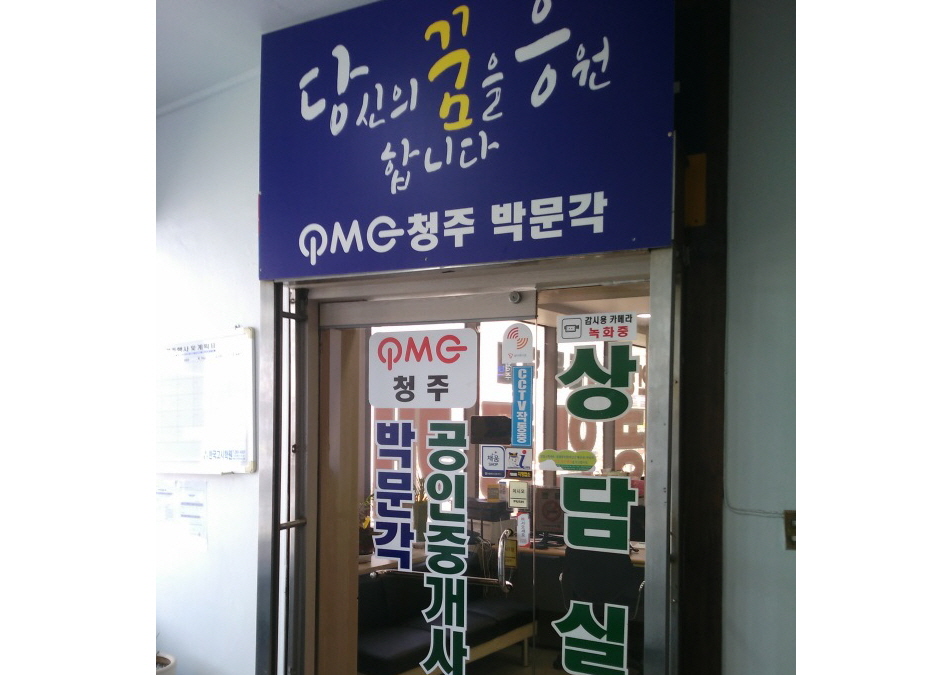 당신의 꿈을 응원
합니다
PMG 청주 박문각
PMG
청주
박문각
공인중개사
CCTV작동중
감시용 카메라
녹화중
상담실